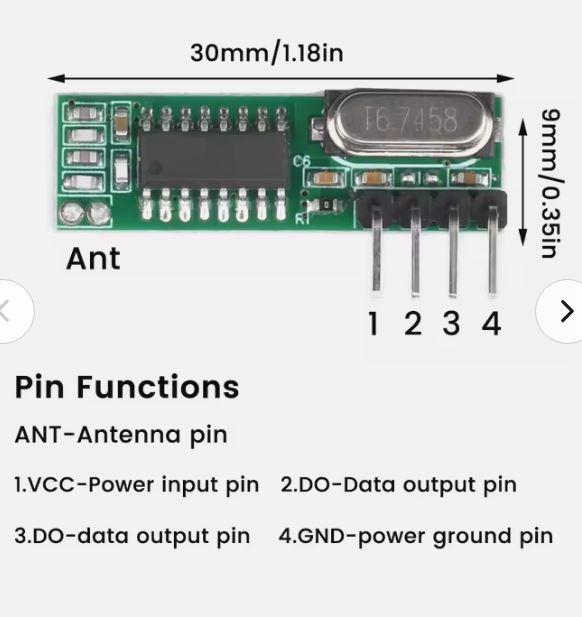 30mm/1.18in
T6.7458
C6
9mm/0.35in
R1
Ant
1 2 3 4
Pin Functions
ANT-Antenna pin
1.VCC-Power input pin 2.DO-Data output pin
3.DO-data output pin 4.GND-power ground pin